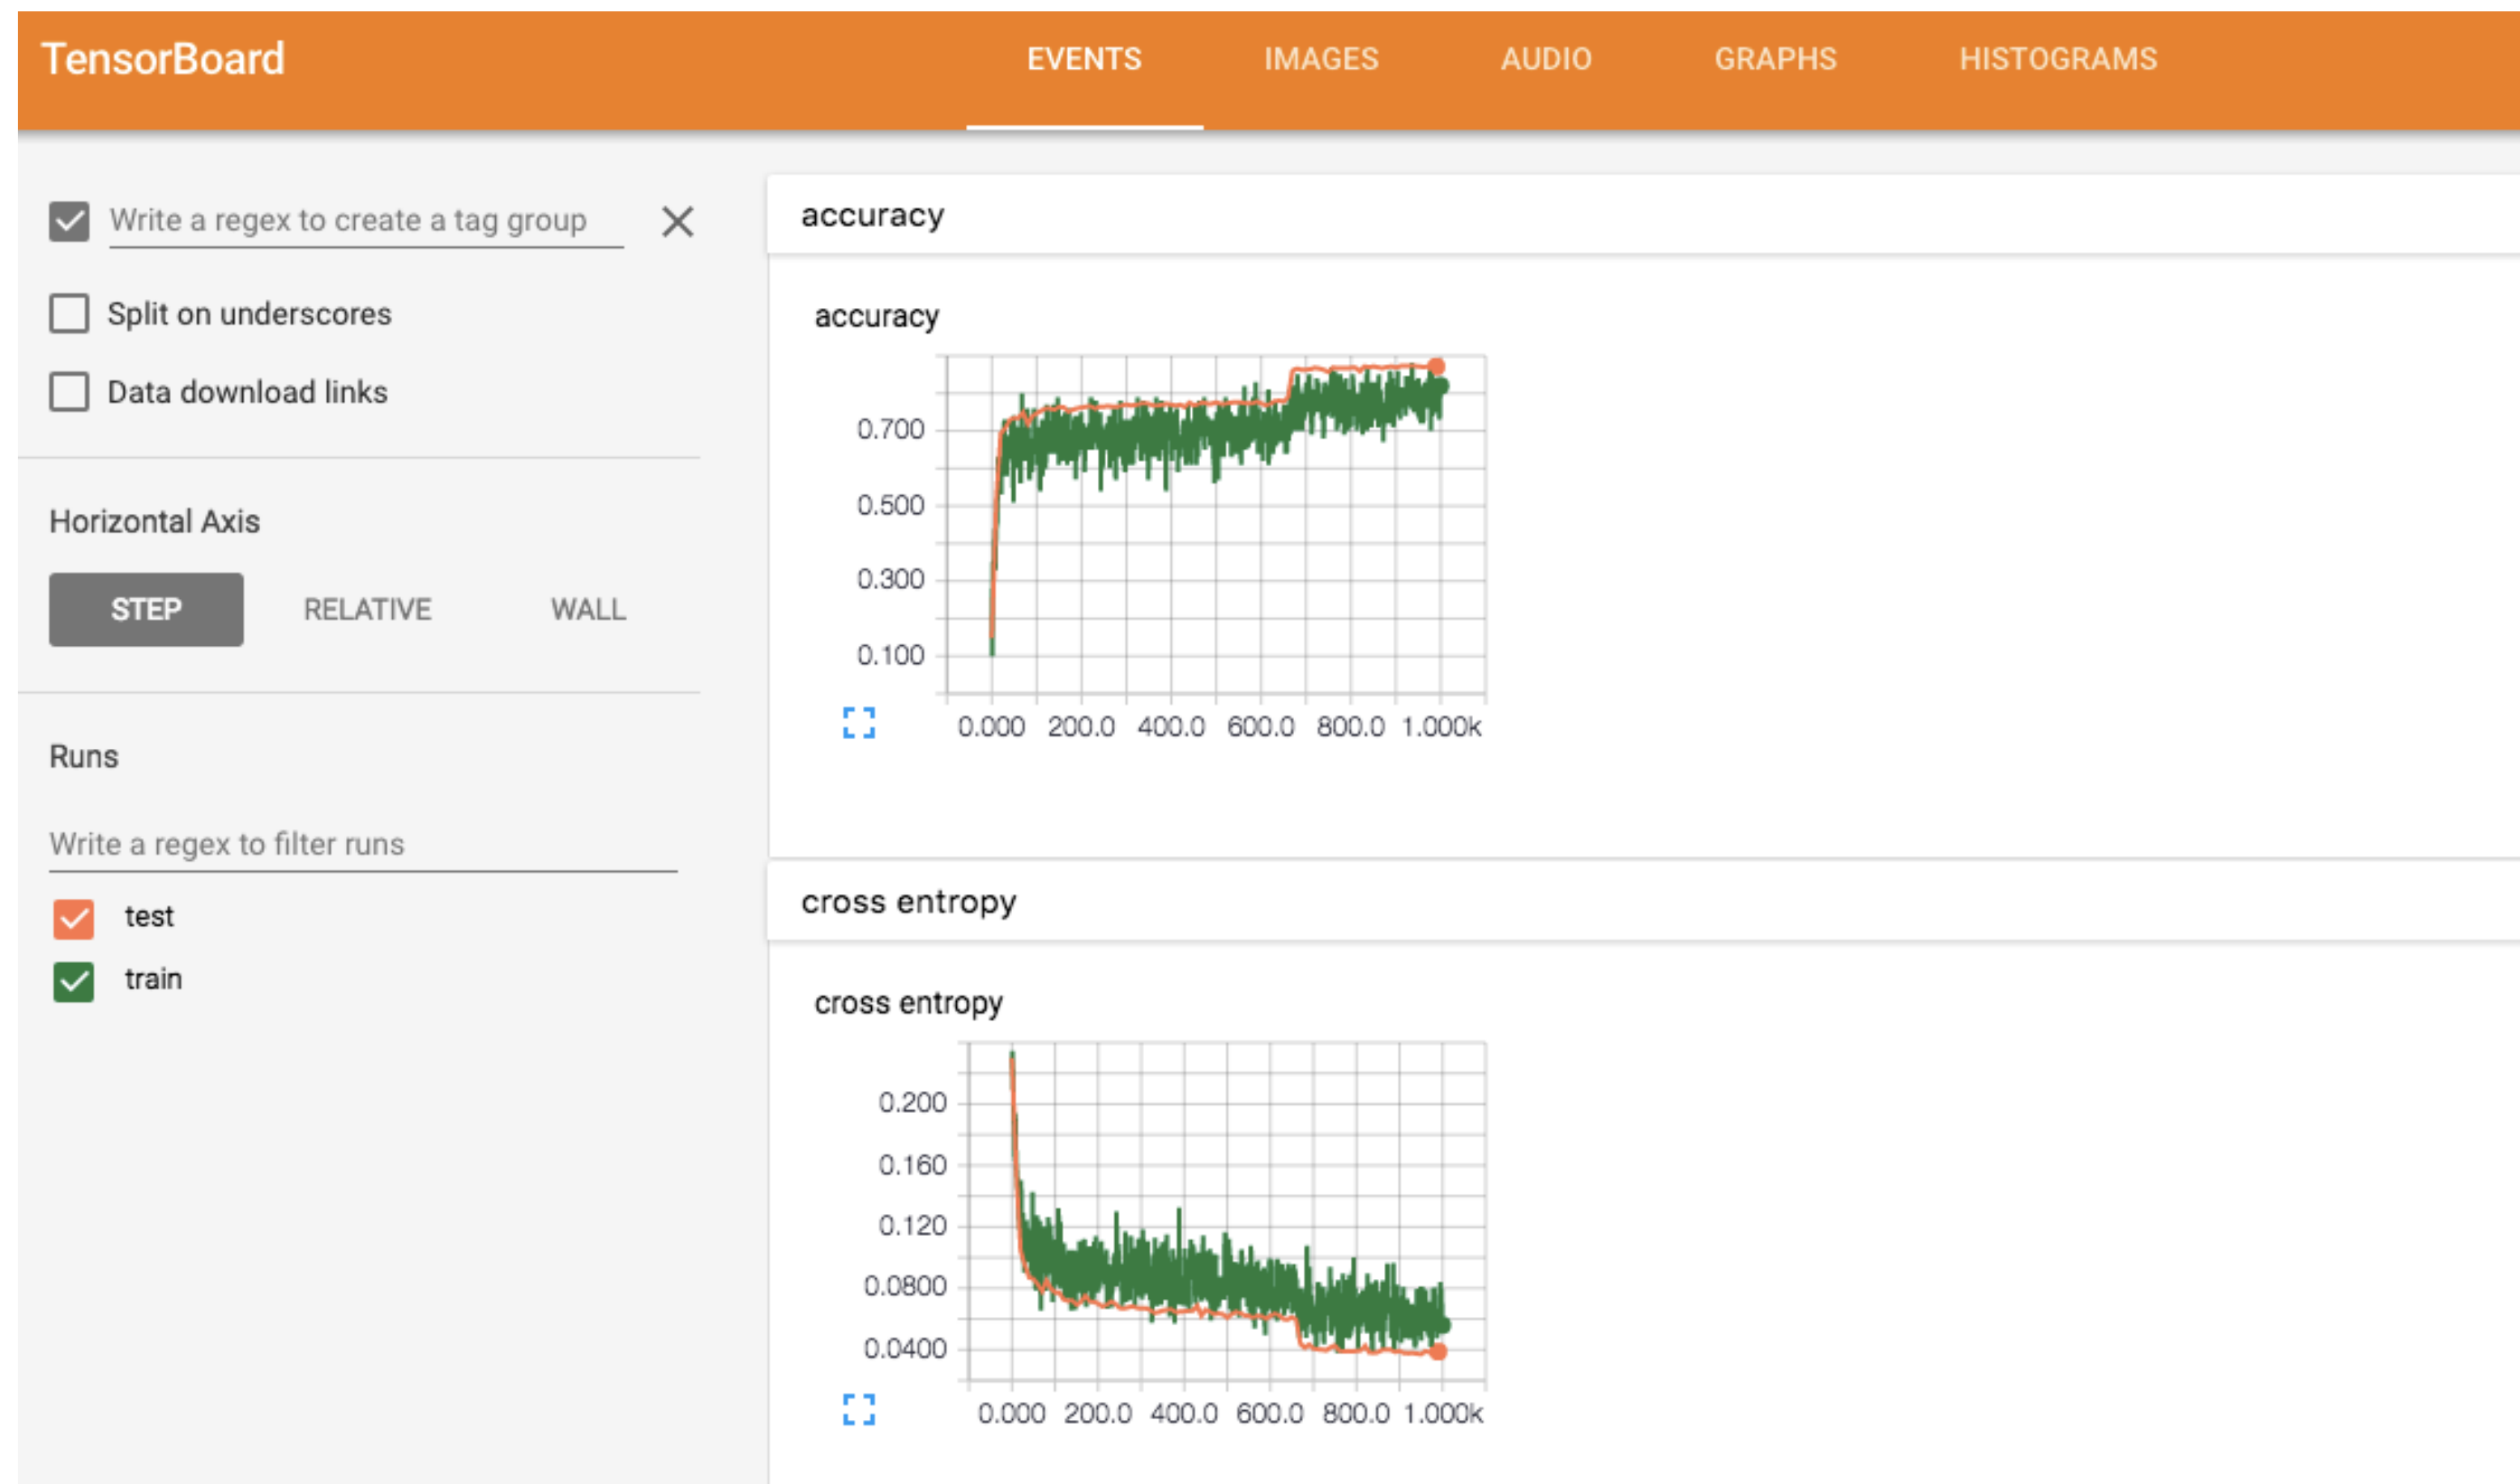 TensorBoard
EVENTS IMAGES AUDIO GRAPHS HISTOGRAMS
Write a regex to create a tag group
Split on underscores
Data download links
Horizontal Axis
STEP RELATIVE WALL
Runs
Write a regex to filter runs
test
train
accuracy
accuracy
0.700
0.500
0.300
0.100
0.000 200.0 400.0 600.0 800.0 1.000k
cross entropy
cross entropy
0.200
0.160
0.120
0.0800
0.0400
0.000 200.0 400.0 600.0 800.0 1.000k